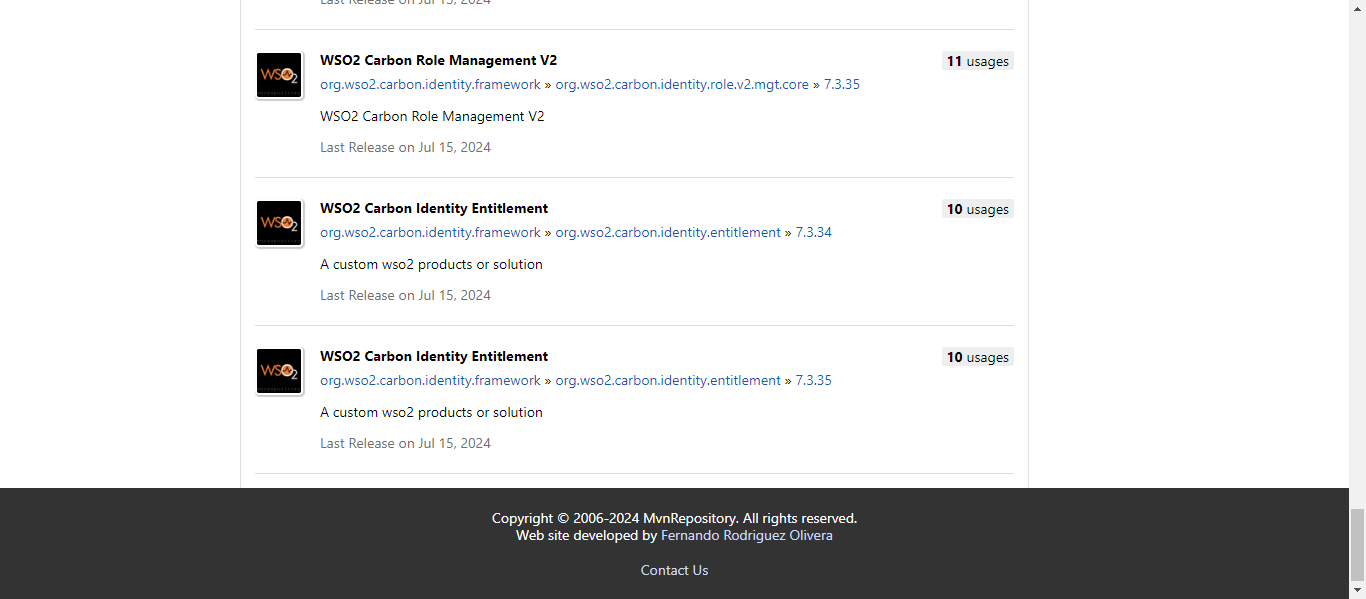 Last Release on Jul 15, 2024
WSO2 Carbon Role Management V2
11 usages
org.wso2.carbon.identity.framework » org.wso2.carbon.identity.role.v2.mgt.core » 7.3.35
WSO2 Carbon Role Management V2
Last Release on Jul 15, 2024
WSO2
WSO2 Carbon Identity Entitlement
10 usages
org.wso2.carbon.identity.framework » org.wso2.carbon.identity.entitlement » 7.3.34
A custom wso2 products or solution
Last Release on Jul 15, 2024
WSO2
WSO2 Carbon Identity Entitlement
10 usages
org.wso2.carbon.identity.framework » org.wso2.carbon.identity.entitlement » 7.3.35
A custom wso2 products or solution
Last Release on Jul 15, 2024
WSO2
Copyright © 2006-2024 MvnRepository. All rights reserved.
Web site developed by Fernando Rodriguez Olivera
Contact Us